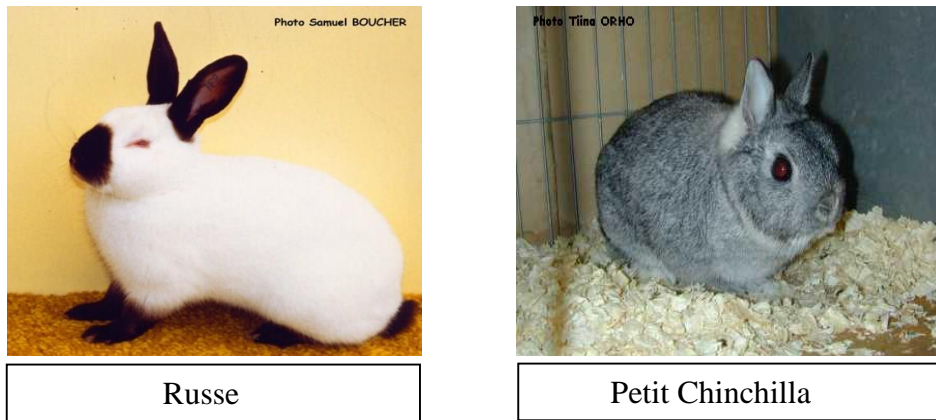 Photo Samuel BOUCHER
Photo Tiina ORHO
Russe
Petit Chinchilla